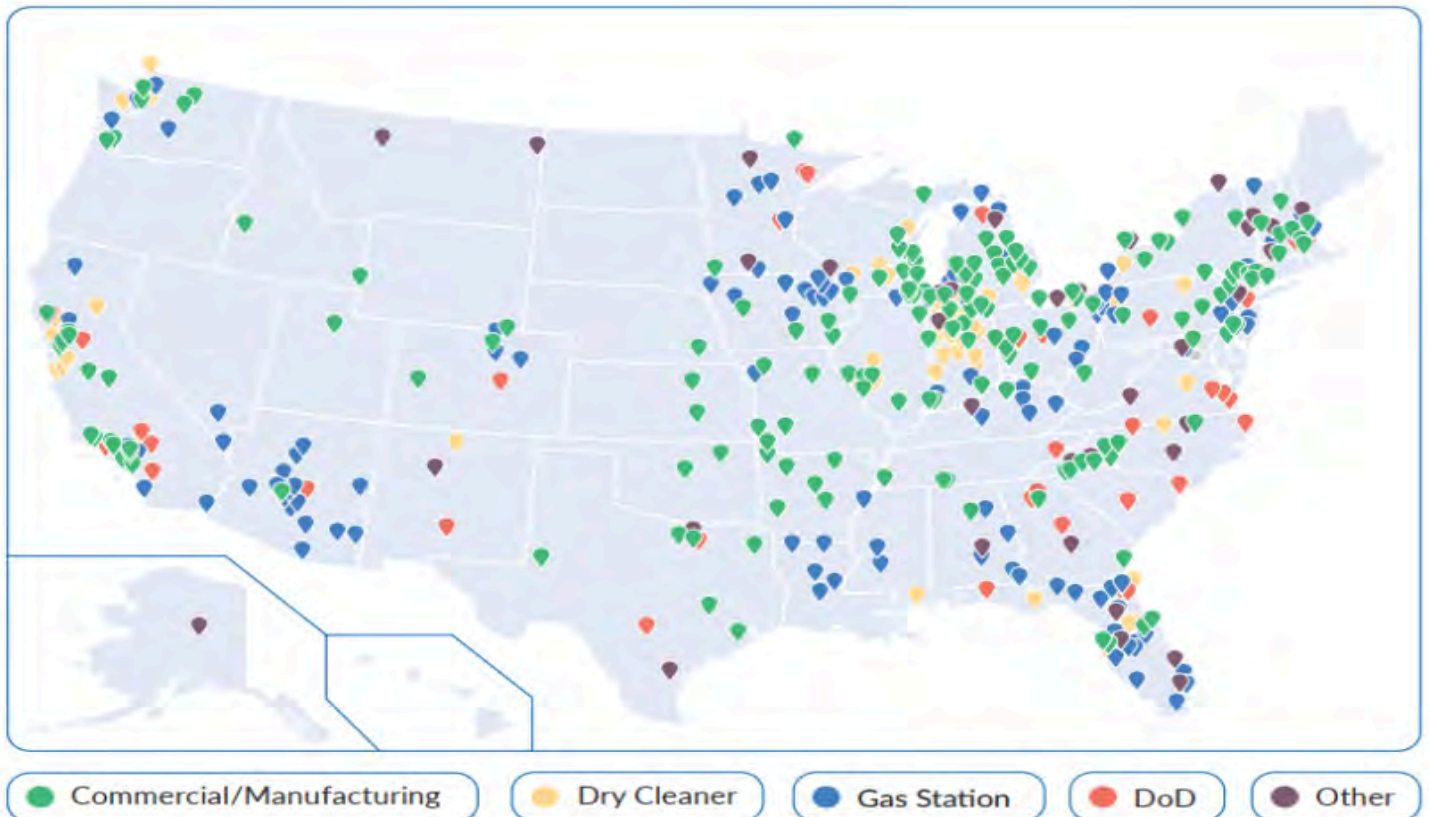 Commercial/Manufacturing
Dry Cleaner
Gas Station
DoD
Other